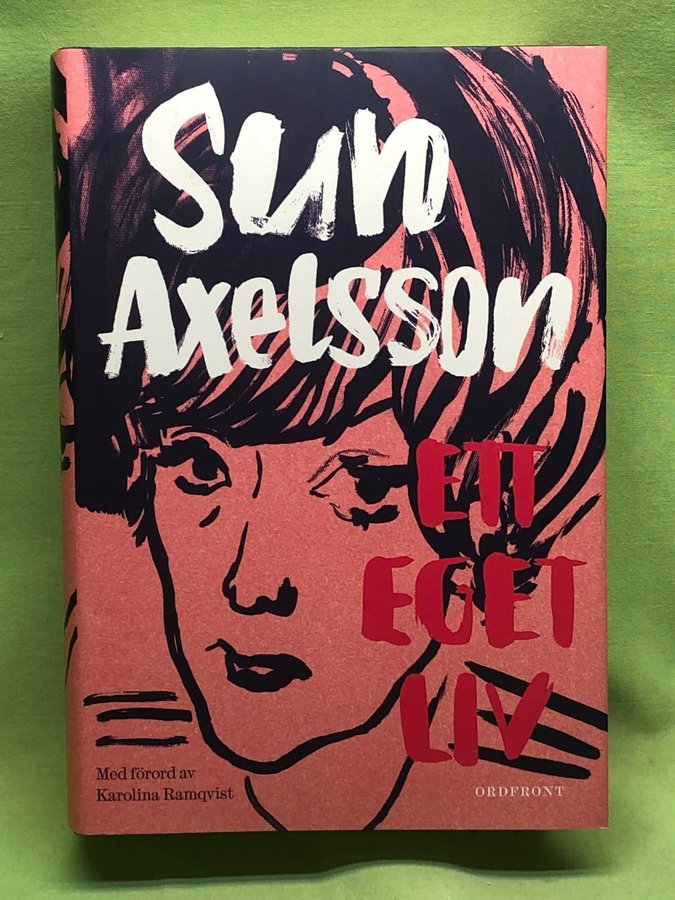 Sun
Axelsson
ETT
EGET
LIV
Med förord av
Karolina Ramqvist
ORDFRONT